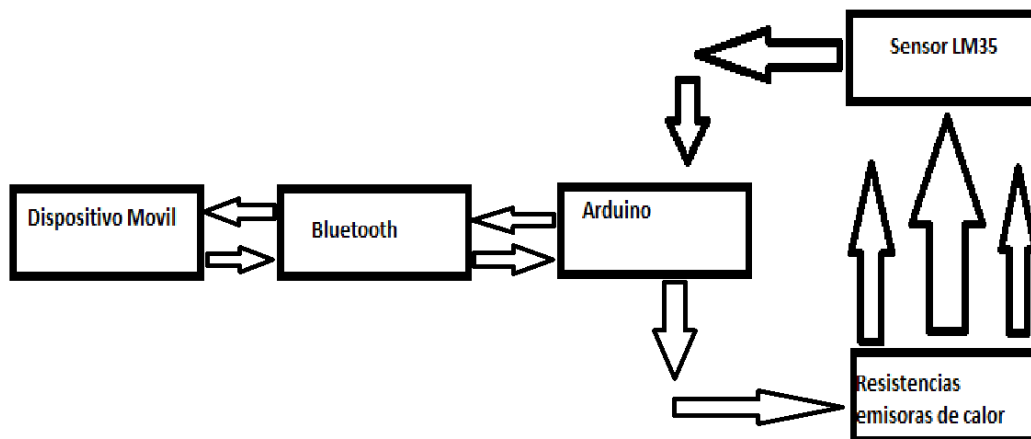 Sensor LM35
Dispositivo Movil
Bluetooth
Arduino
Resistencias
emisoras de calor